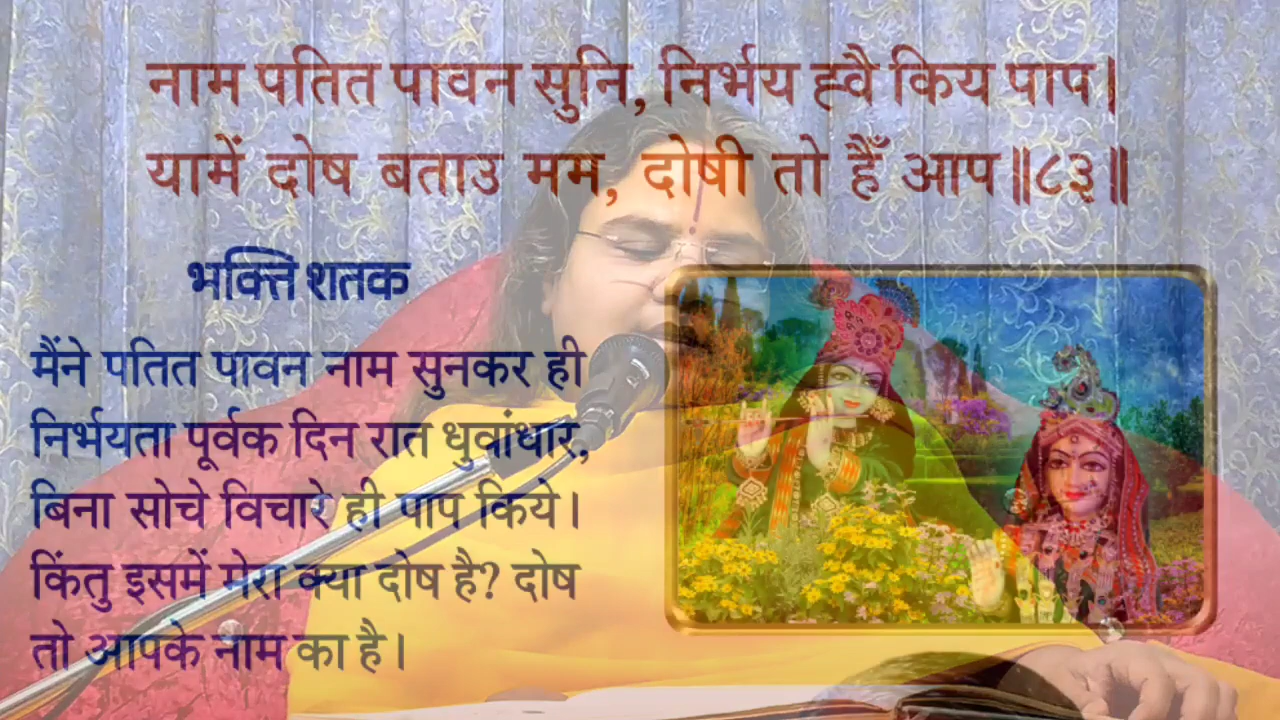 नाम पतित पावन सुनि, निर्भय ह्वै किय पाप|
यामें दोष बताउ मम, दोषी तो हैँ आप॥८३॥
भक्ति शतक
मैंने पतित पावन नाम सुनकर ही
निर्भयता पूर्वक दिन रात धुवांधार,
बिना सोचे विचारे ही पाप किये।
किंतु इसमें मेरा क्या दोष है? दोष
तो आपके नाम का है।